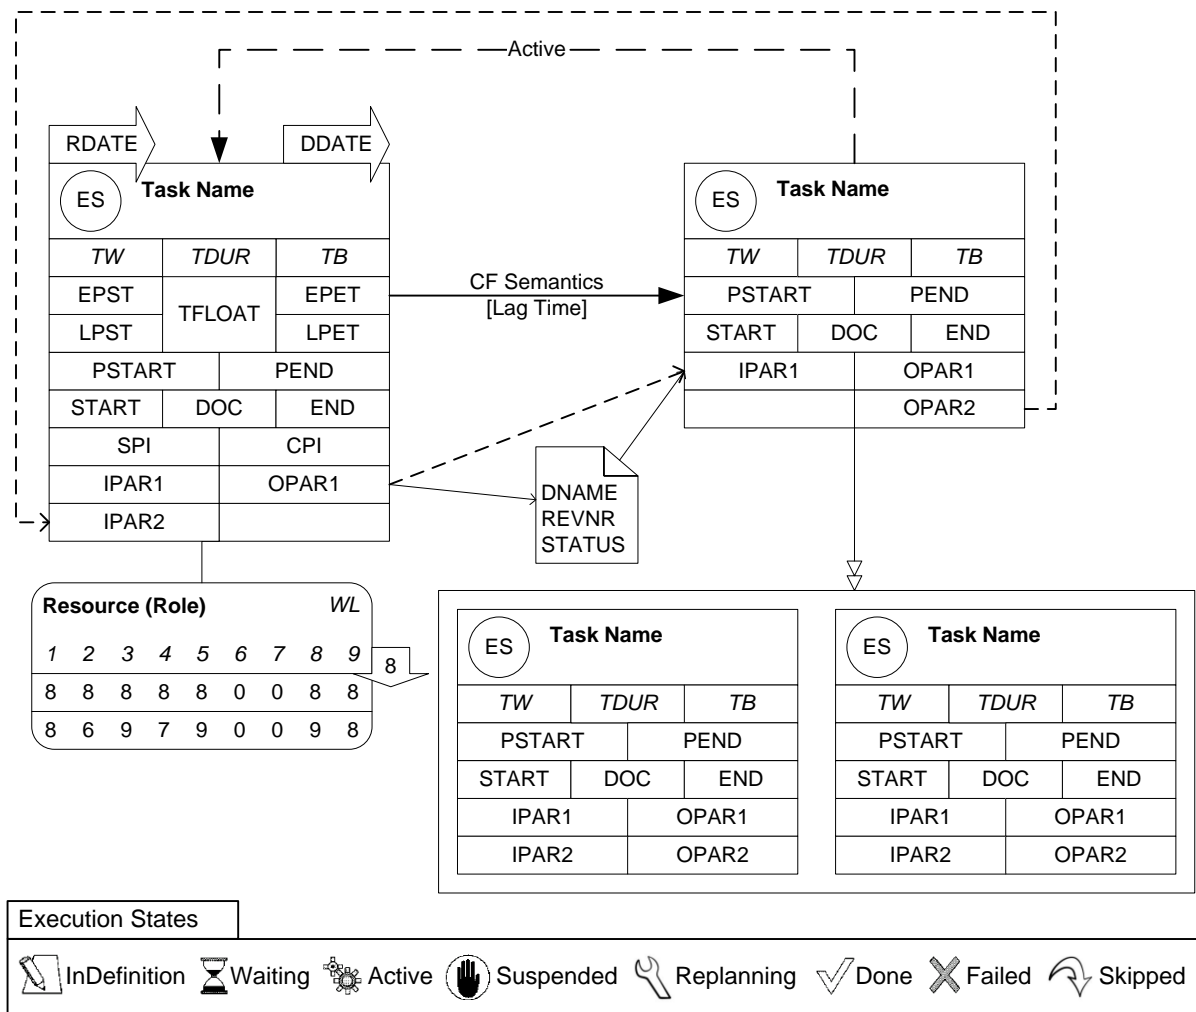 Active
RDATE
DDATE
ES
Task Name
TW TDUR TB
EPST TFLOAT EPET
LPST LPET
PSTART PEND
START DOC END
SPI CPI
IPAR1 OPAR1
IPAR2
CF Semantics
[Lag Time]
ES
Task Name
TW TDUR TB
PSTART PEND
START DOC END
IPAR1 OPAR1
OPAR2
DNAME
REVNR
STATUS
Resource (Role) WL
1 2 3 4 5 6 7 8 9
8
8 8 8 8 8 0 0 8 8
8 6 9 7 9 0 0 9 8
ES
Task Name
TW TDUR TB
PSTART PEND
START DOC END
IPAR1 OPAR1
IPAR2 OPAR2
ES
Task Name
TW TDUR TB
PSTART PEND
START DOC END
IPAR1 OPAR1
IPAR2 OPAR2
Execution States
InDefinition Waiting Active Suspended Replanning Done Failed Skipped